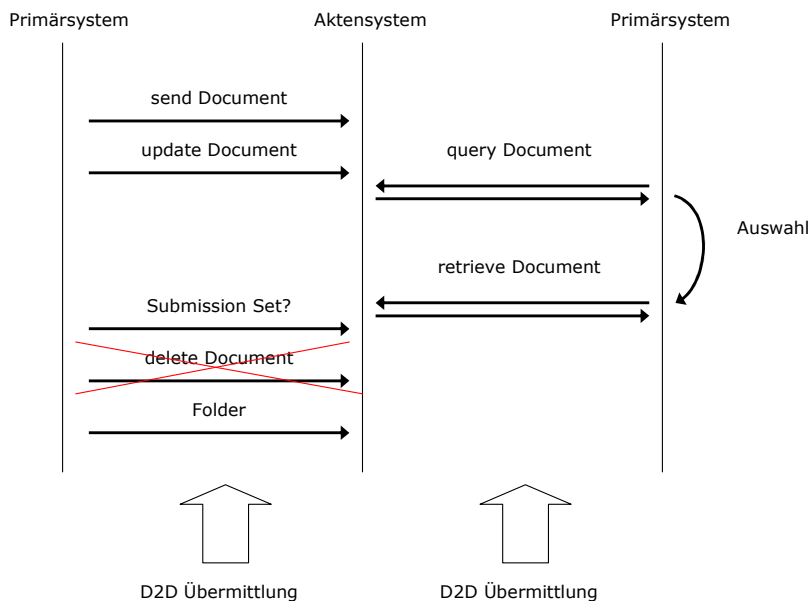 Primärsystem Aktensystem Primärsystem
send Document
update Document query Document
Auswahl
retrieve Document
Submission Set?
delete Document
Folder
D2D Übermittlung D2D Übermittlung